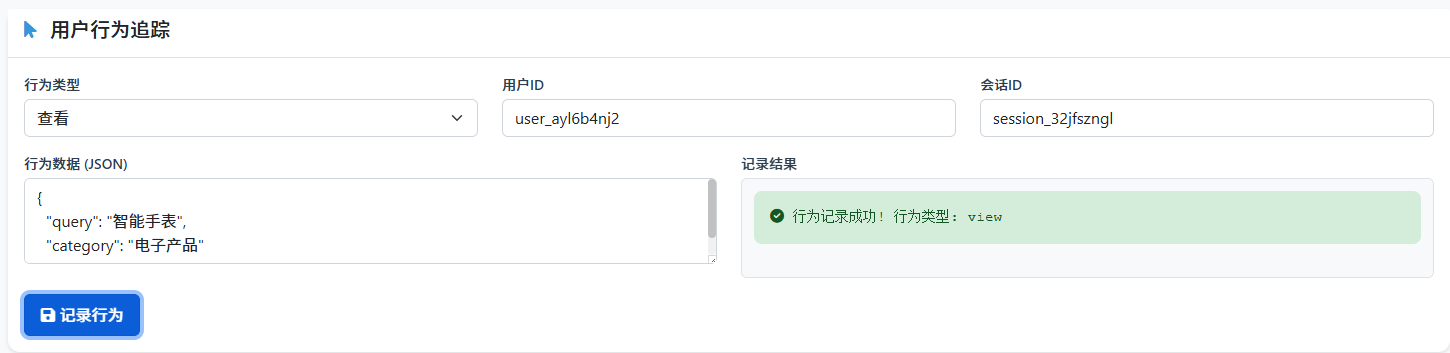 用户行为追踪
行为类型
用户ID
会话ID
查看
user_ayl6b4nj2
session_32jfszngl
行为数据 (JSON)
记录结果
{
"query": "智能手表",
"category": "电子产品"
行为记录成功！行为类型: view
记录行为